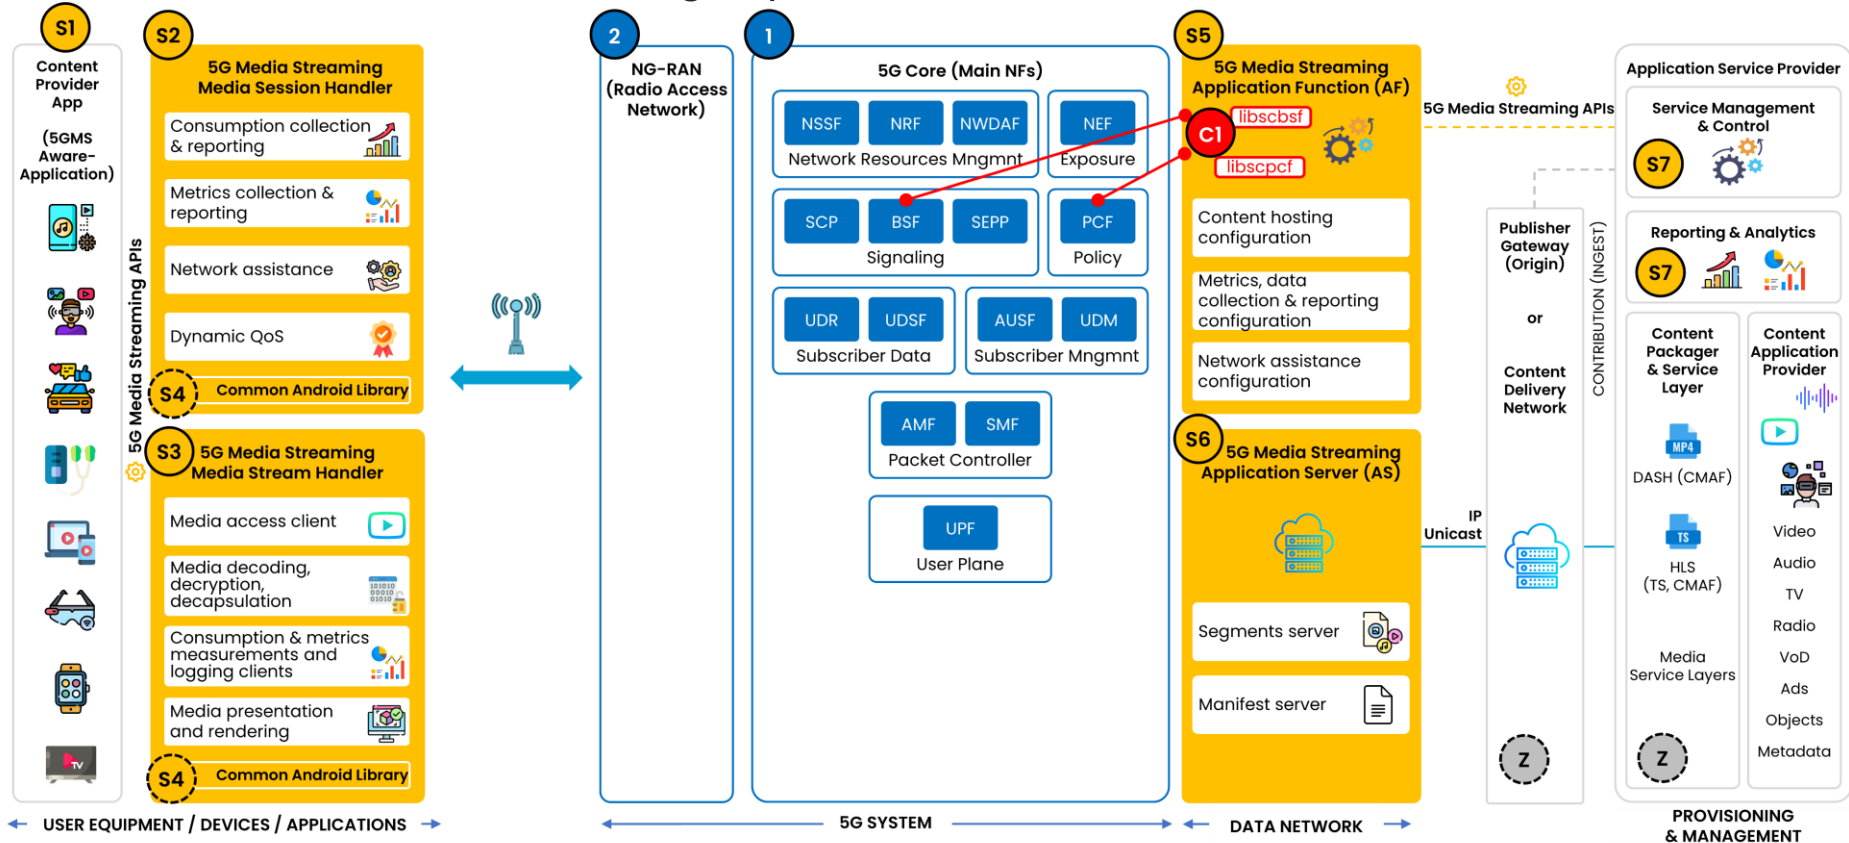 S1
Content
Provider
App
(5GMS
Aware-
Application)
5G Media Streaming APIs
S2
5G Media Streaming
Media Session Handler
Consumption collection
& reporting
Metrics collection &
reporting
Network assistance
Dynamic QoS
S4
Common Android Library
S3
5G Media Streaming
Media Stream Handler
Media access client
Media decoding,
decryption,
decapsulation
101010
00010
01010
Consumption & metrics
measurements and
logging clients
Media presentation
and rendering
S4
Common Android Library
TV
USER EQUIPMENT / DEVICES / APPLICATIONS
2
NG-RAN
(Radio Access
Network)
1
5G Core (Main NFs)
NSSF
NRF
NWDAF
Network Resources Mngmnt
NEF
Exposure
SCP
BSF
SEPP
Signaling
PCF
Policy
UDR
UDSF
Subscriber Data
AUSF
UDM
Subscriber Mngmnt
AMF
SMF
Packet Controller
UPF
User Plane
5G SYSTEM
S5
5G Media Streaming
Application Function (AF)
libscbsf
C1
libscpcf
Content hosting
configuration
Metrics, data
collection & reporting
configuration
Network assistance
configuration
S6
5G Media Streaming
Application Server (AS)
Segments server
Manifest server
DATA NETWORK
5G Media Streaming APIs
IP
Unicast
Publisher
Gateway
(Origin)
or
Content
Delivery
Network
Z
CONTRIBUTION (INGEST)
Application Service Provider
Service Management
& Control
S7
Reporting & Analytics
S7
Content
Packager
& Service
Layer
MP4
DASH (CMAF)
TS
HLS
(TS, CMAF)
Media
Service Layers
Z
Content
Application
Provider
Video
Audio
TV
Radio
VoD
Ads
Objects
Metadata
PROVISIONING
& MANAGEMENT